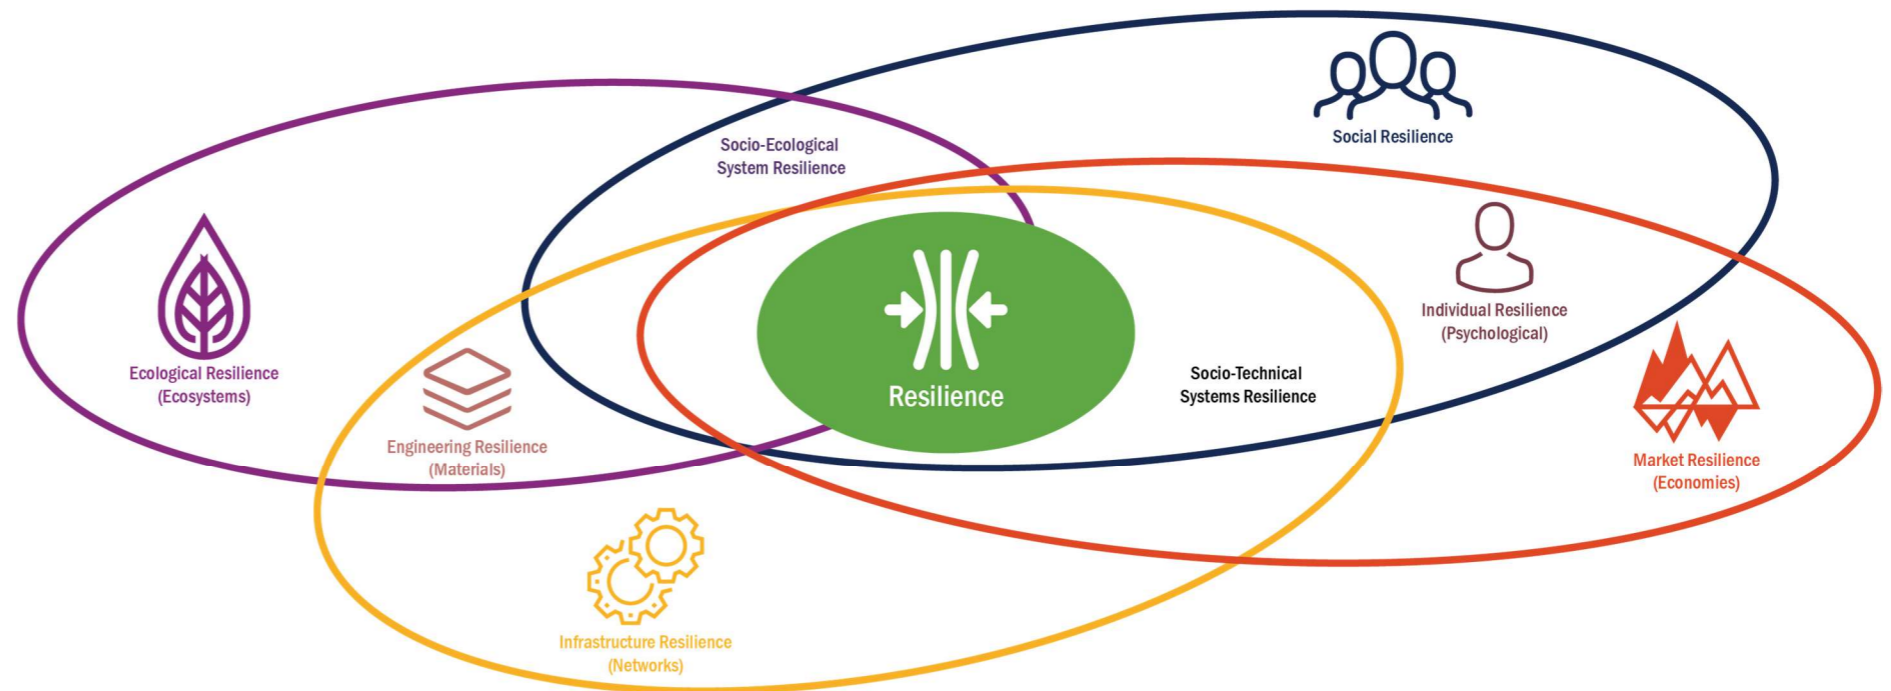 Social Resilience
Socio-Ecological
System Resilience
Individual Resilience
(Psychological)
Ecological Resilience
(Ecosystems)
Resilience
Socio-Technical
Systems Resilience
Engineering Resilience
(Materials)
Market Resilience
(Economies)
Infrastructure Resilience
(Networks)